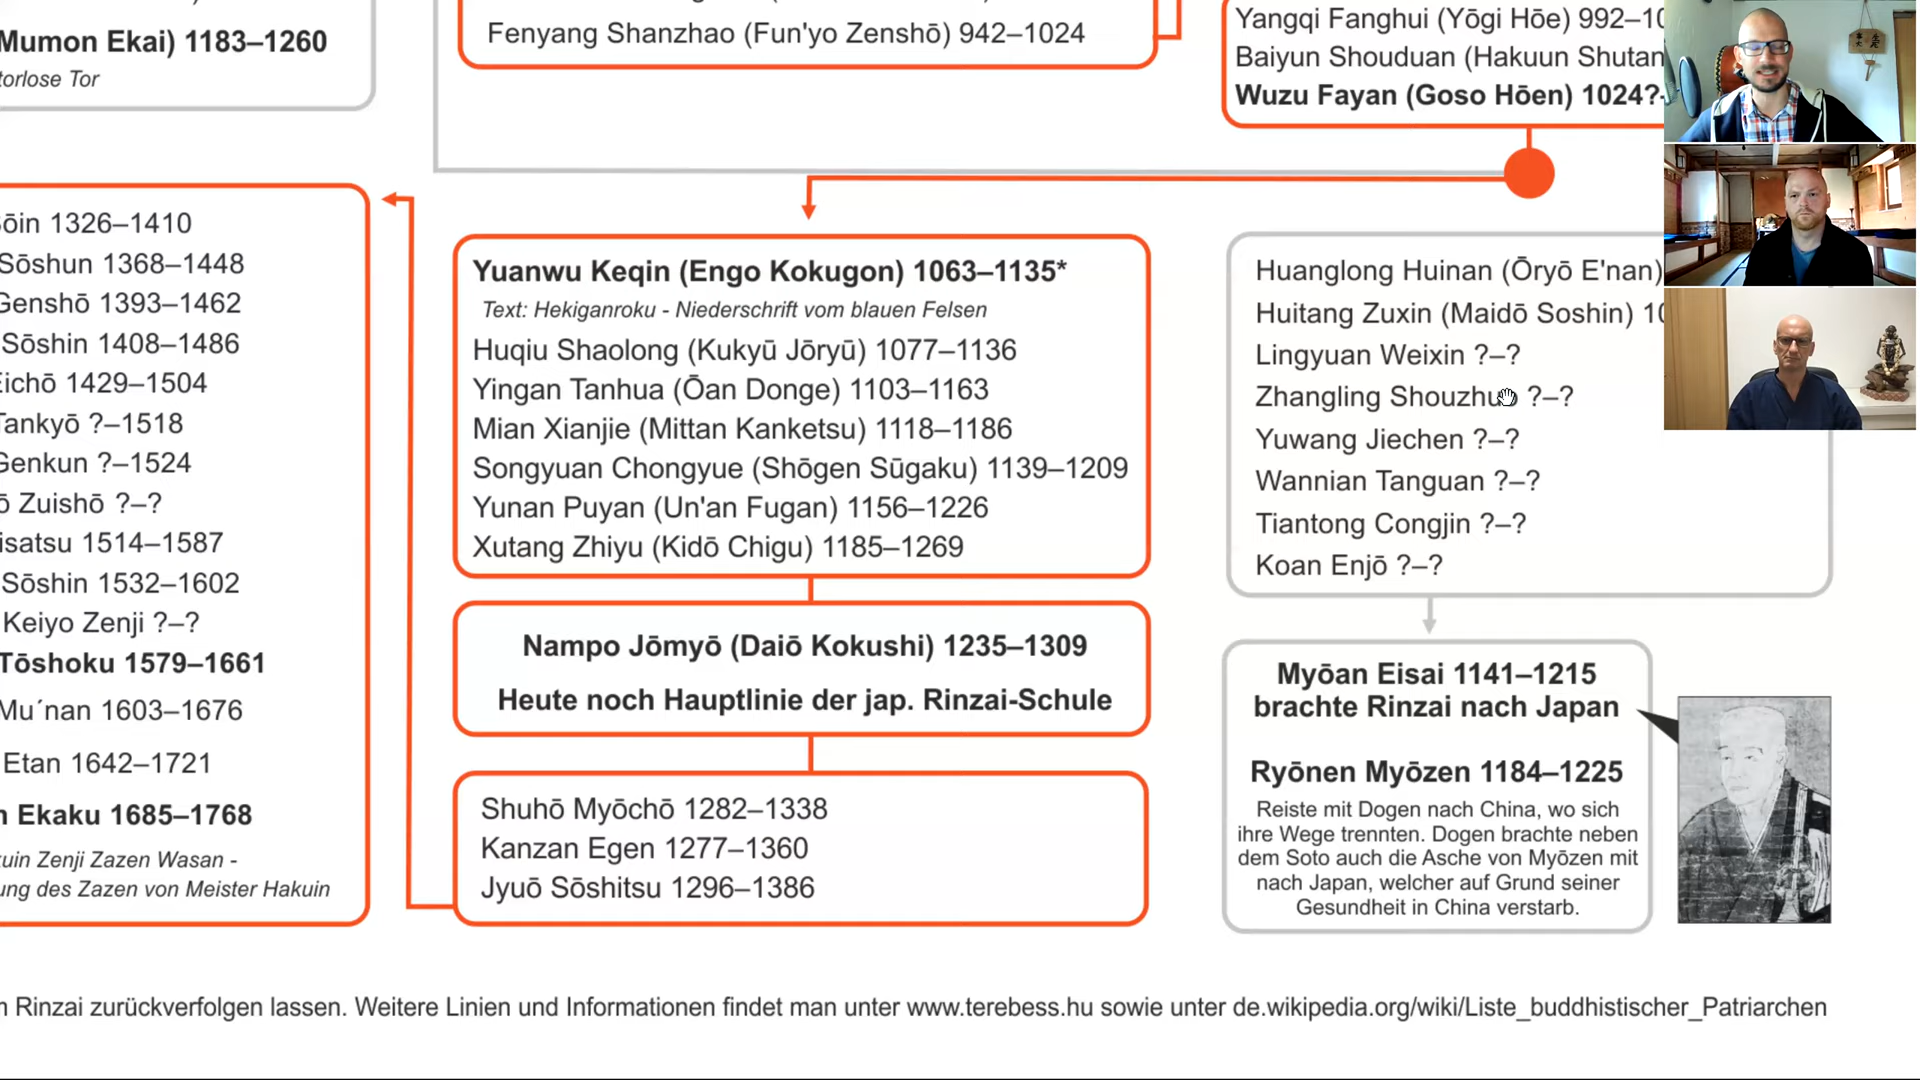 Mumon Ekai) 1183–1260
torlose Tor
Fenyang Shanzhao (Fun'yo Zenshō) 942–1024
Yangqi Fanghui (Yōgi Hōe) 992–10
Baiyun Shouduan (Hakuun Shutan
Wuzu Fayan (Goso Hōen) 1024?-
ōin 1326–1410
Sōshun 1368–1448
Genshō 1393–1462
Sōshin 1408–1486
Eichō 1429–1504
Tankyō ?–1518
Genkun ?–1524
ō Zuishō ?–?
isatsu 1514–1587
Sōshin 1532–1602
Keiyo Zenji ?–?
Tōshoku 1579–1661
Mu´nan 1603–1676
Etan 1642–1721
n Ekaku 1685–1768
kuin Zenji Zazen Wasan -
ung des Zazen von Meister Hakuin
Yuanwu Keqin (Engo Kokugon) 1063–1135*
Text: Hekiganroku - Niederschrift vom blauen Felsen
Huqiu Shaolong (Kukyū Jōryū) 1077–1136
Yingan Tanhua (Ōan Donge) 1103–1163
Mian Xianjie (Mittan Kanketsu) 1118–1186
Songyuan Chongyue (Shōgen Sūgaku) 1139–1209
Yunan Puyan (Un'an Fugan) 1156–1226
Xutang Zhiyu (Kidō Chigu) 1185–1269
Nampo Jōmyō (Daiō Kokushi) 1235–1309
Heute noch Hauptlinie der jap. Rinzai-Schule
Shuhō Myōchō 1282–1338
Kanzan Egen 1277–1360
Jyuō Sōshitsu 1296–1386
Huanglong Huinan (Ōryō E'nan)
Huitang Zuxin (Maidō Soshin) 10
Lingyuan Weixin ?–?
Zhangling Shouzhuo ?–?
Yuwang Jiechen ?–?
Wannian Tanguan ?–?
Tiantong Congjin ?–?
Koan Enjō ?–?
Myōan Eisai 1141–1215
brachte Rinzai nach Japan
Ryōnen Myōzen 1184–1225
Reiste mit Dogen nach China, wo sich
ihre Wege trennten. Dogen brachte neben
dem Soto auch die Asche von Myōzen mit
nach Japan, welcher auf Grund seiner
Gesundheit in China verstarb.
n Rinzai zurückverfolgen lassen. Weitere Linien und Informationen findet man unter www.terebess.hu sowie unter de.wikipedia.org/wiki/Liste_buddhistischer_Patriarchen